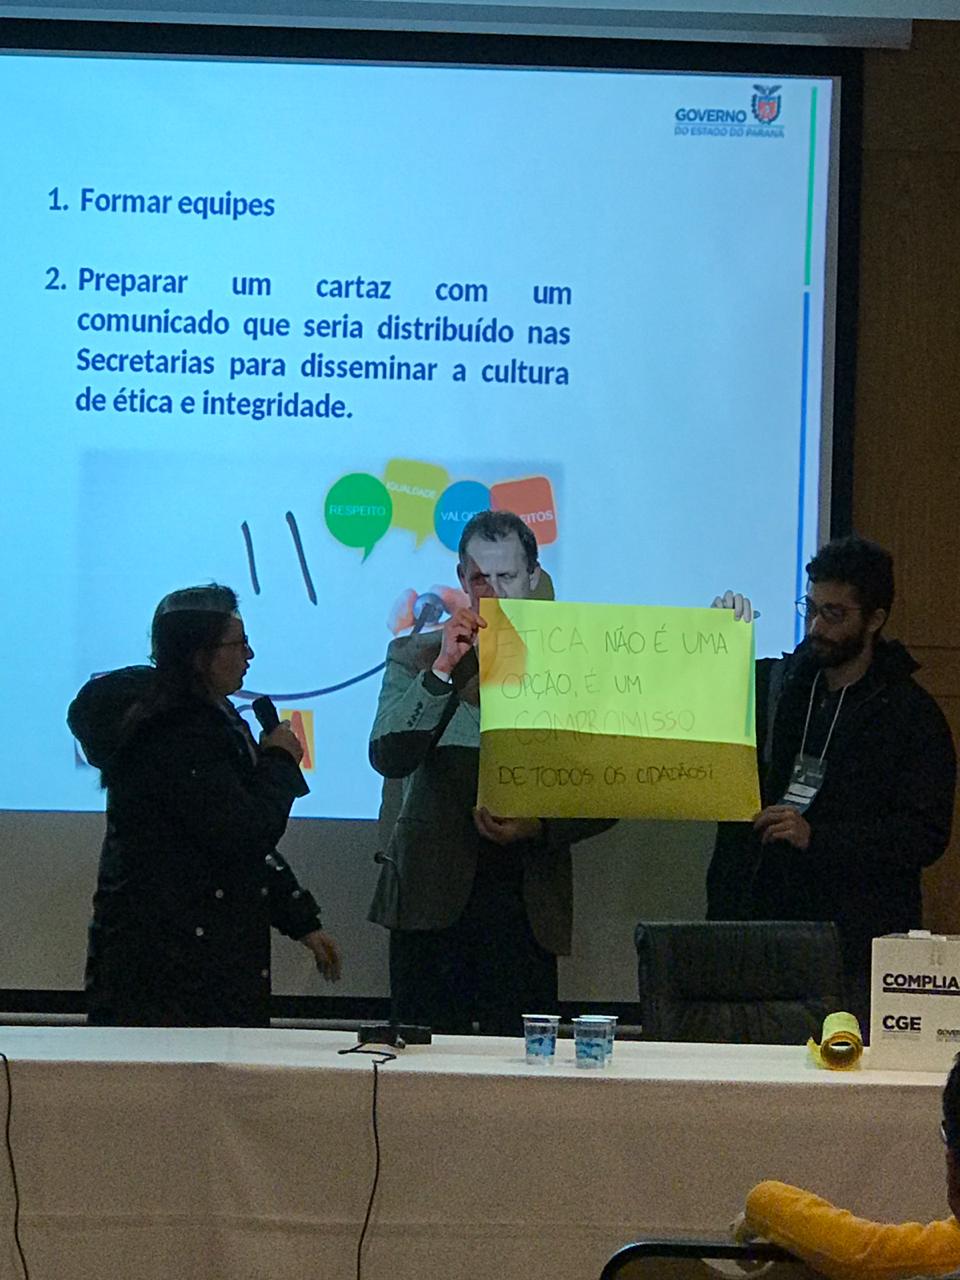 GOVERNO
DO ESTADO DO PARANÁ
1. Formar equipes
2. Preparar um cartaz com um
comunicado que seria distribuído nas
Secretarias para disseminar a cultura
de ética e integridade.
RESPEITO
IGUALDADE
VALO
EITOS
ÉTICA NÃO É UMA
OPÇÃO, É UM
COMPROMISSO
DE TODOS OS CIDADÃOS!
A
COMPLIA
CGE